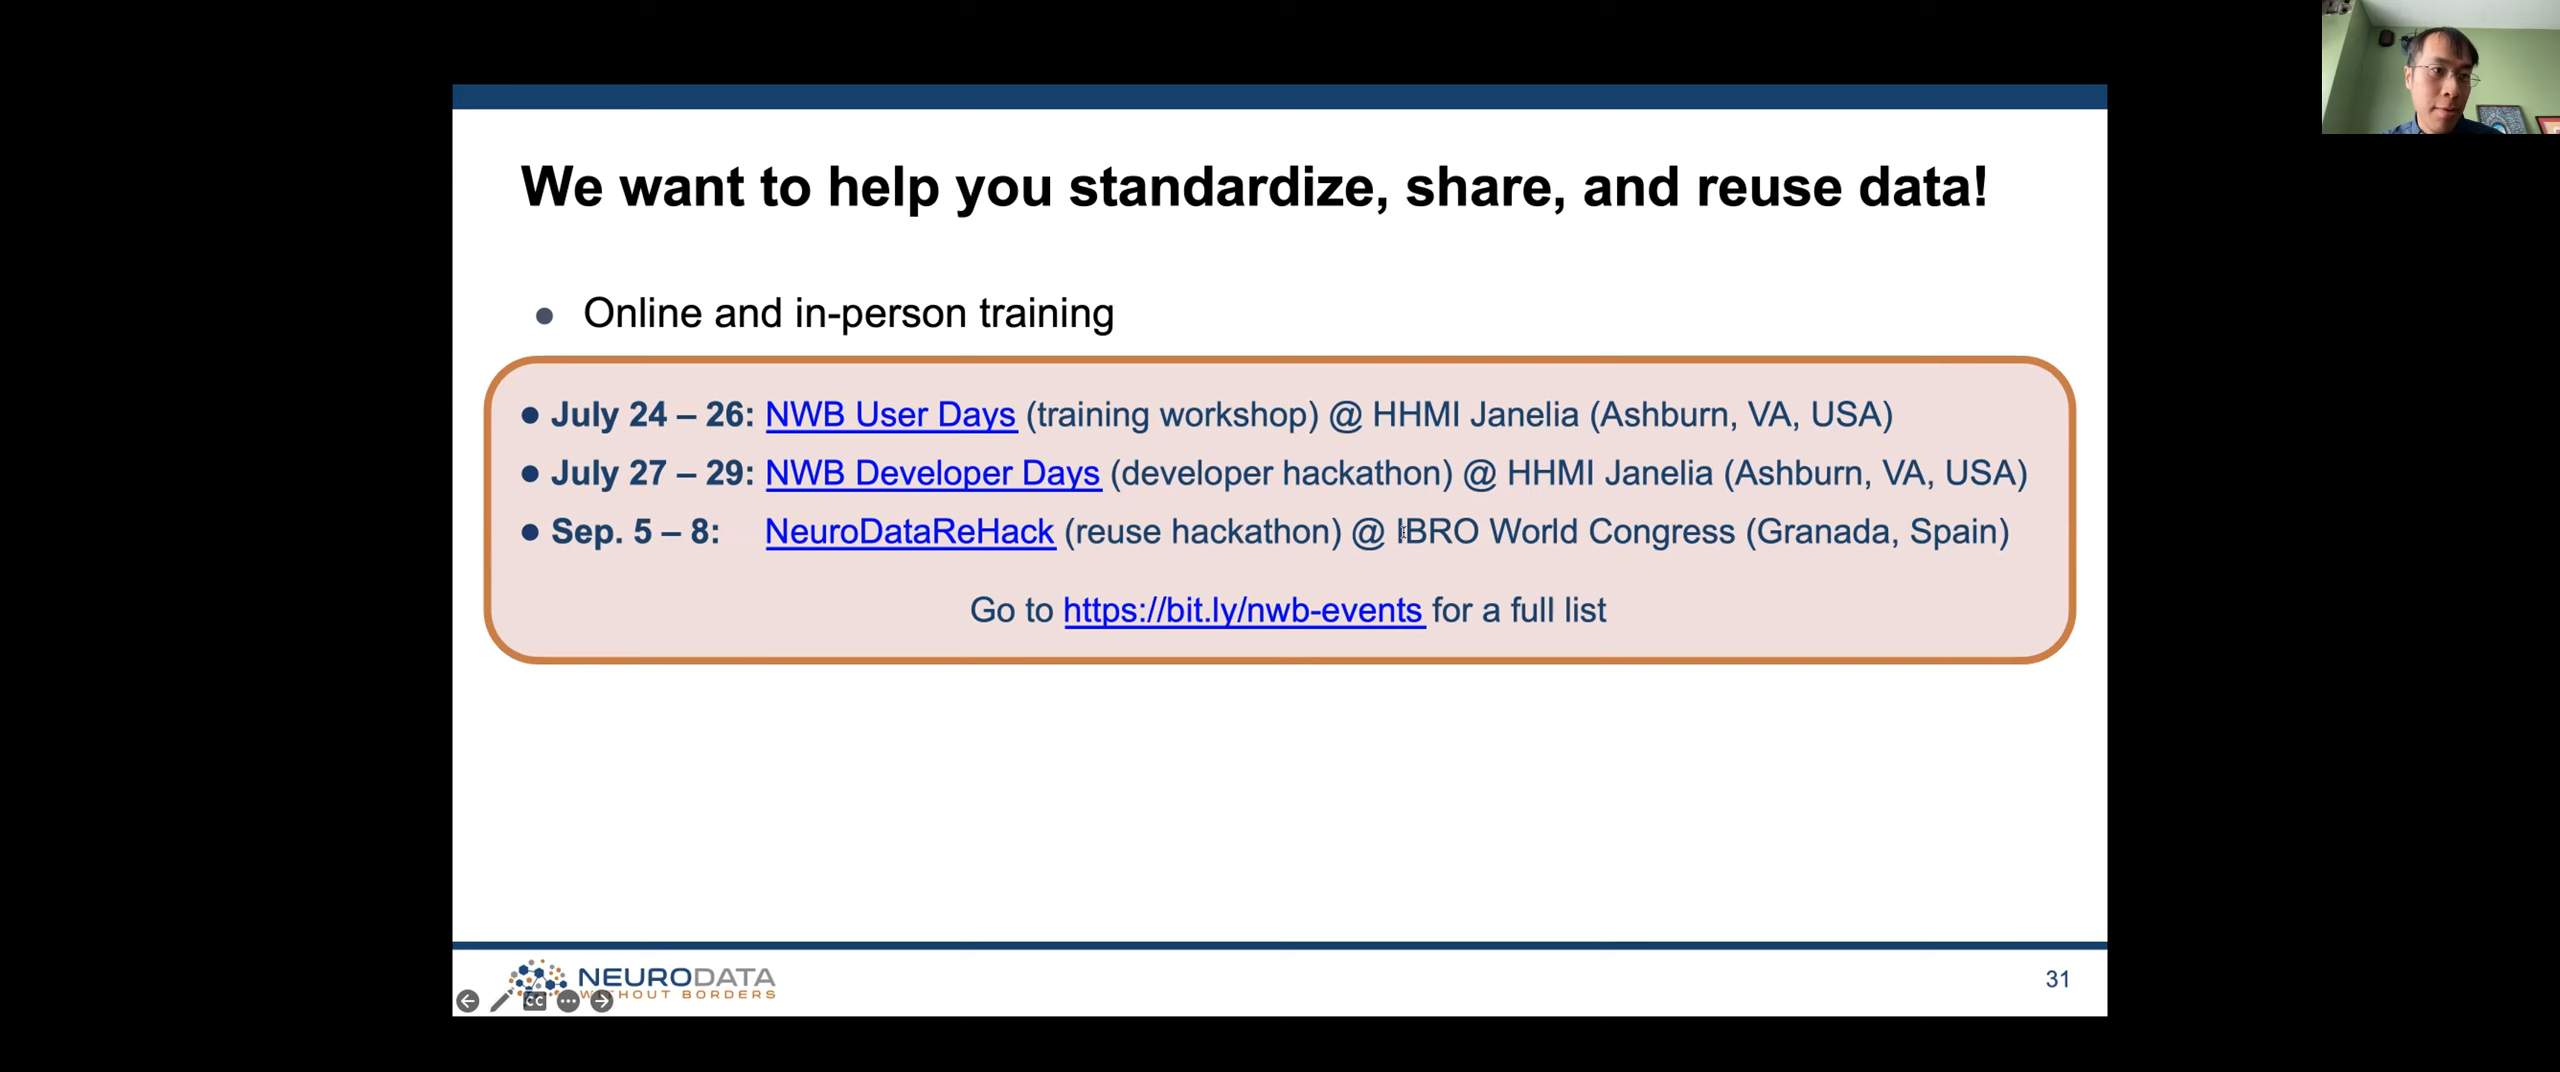 We want to help you standardize, share, and reuse data!
● Online and in-person training
● July 24 – 26: NWB User Days (training workshop) @ HHMI Janelia (Ashburn, VA, USA)
● July 27 – 29: NWB Developer Days (developer hackathon) @ HHMI Janelia (Ashburn, VA, USA)
● Sep. 5 – 8: NeuroDataReHack (reuse hackathon) @ IBRO World Congress (Granada, Spain)
Go to https://bit.ly/nwb-events for a full list
NEURODATA
WITHOUT BORDERS
CC
31